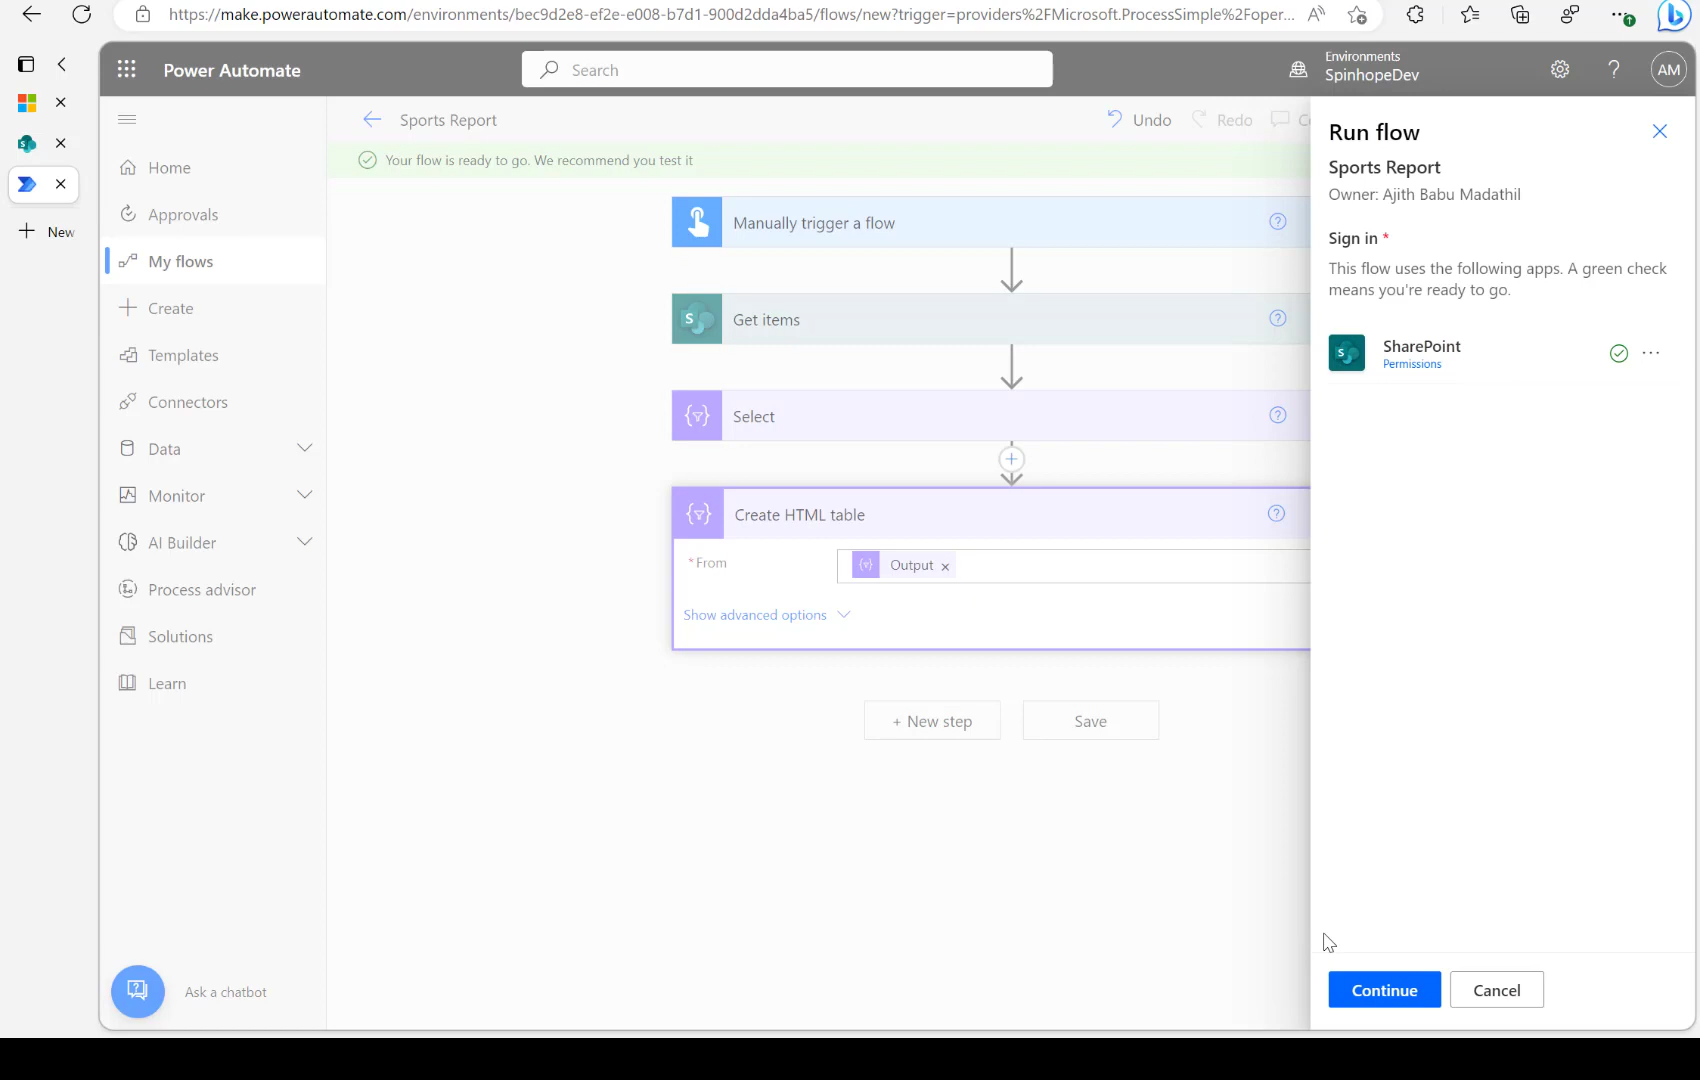 https://make.powerautomate.com/environments/bec9d2e8-ef2e-e008-b7d1-900d2dda4ba5/flows/new?trigger=providers%2FMicrosoft.ProcessSimple%2Foper...
Power Automate
Search
Environments
SpinhopeDev
AM
New
Home
Approvals
My flows
Create
Templates
Connectors
Data
Monitor
AI Builder
Process advisor
Solutions
Learn
Ask a chatbot
Sports Report
Undo
Redo
Your flow is ready to go. We recommend you test it
Manually trigger a flow
Get items
Select
Create HTML table
* From
Output ×
Show advanced options
+ New step
Save
Run flow
Sports Report
Owner: Ajith Babu Madathil
Sign in *
This flow uses the following apps. A green check
means you're ready to go.
SharePoint
Permissions
Continue
Cancel